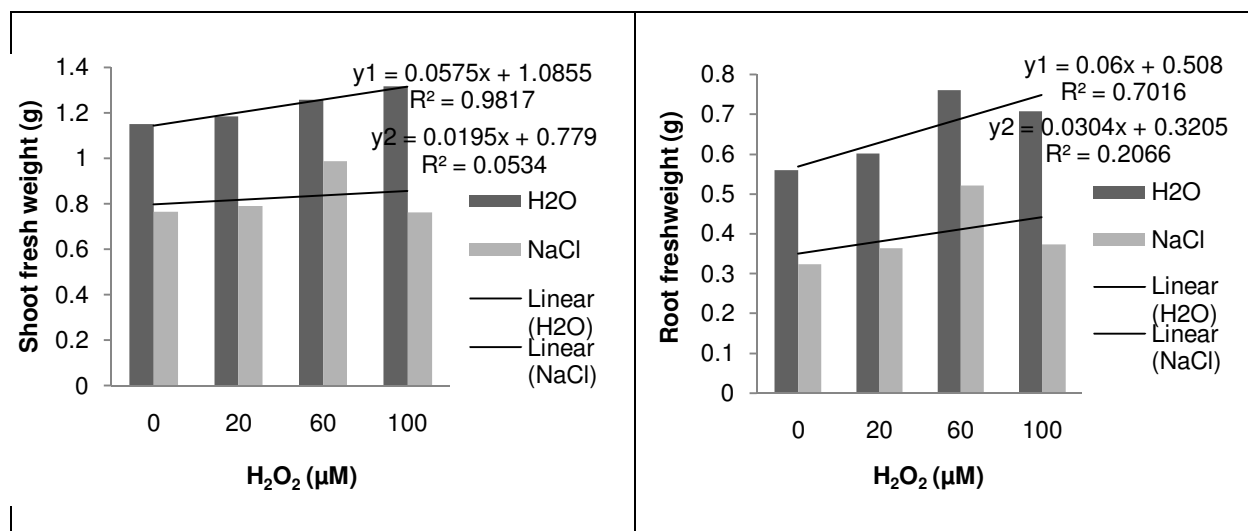 1.4
1.2
1
0.8
0.6
0.4
0.2
0
Shoot fresh weight (g)
y1 = 0.0575x + 1.0855
R² = 0.9817
y2 = 0.0195x + 0.779
R² = 0.0534
H2O
NaCl
Linear
(H2O)
Linear
(NaCl)
0 20 60 100
H₂O₂ (µM)
0.8
0.7
0.6
0.5
0.4
0.3
0.2
0.1
0
Root freshweight (g)
y1 = 0.06x + 0.508
R² = 0.7016
y2 = 0.0304x + 0.3205
R² = 0.2066
H2O
NaCl
Linear
(H2O)
Linear
(NaCl)
0 20 60 100
H₂O₂ (µM)